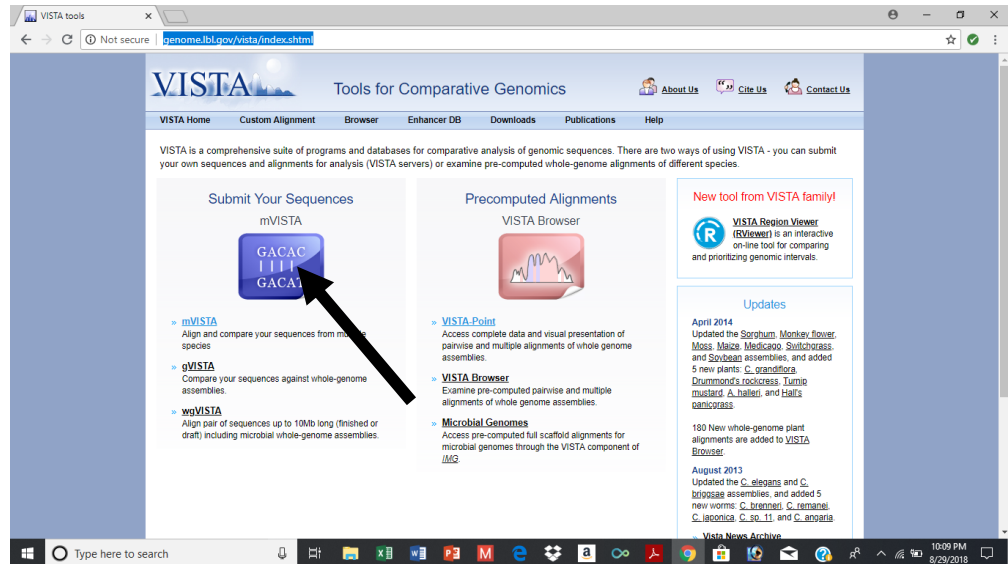 VISTA tools
Not secure | genome.lbl.gov/vista/index.shtml
VISTA
Tools for Comparative Genomics
About Us
Cite Us
Contact Us
VISTA Home Custom Alignment Browser Enhancer DB Downloads Publications Help
VISTA is a comprehensive suite of programs and databases for comparative analysis of genomic sequences. There are two ways of using VISTA - you can submit
your own sequences and alignments for analysis (VISTA servers) or examine pre-computed whole-genome alignments of different species.
Submit Your Sequences
mVISTA
GACAC
GACAT
» mVISTA
Align and compare your sequences from multiple
species
» gVISTA
Compare your sequences against whole-genome
assemblies.
» wgVISTA
Align pair of sequences up to 10Mb long (finished or
draft) including microbial whole-genome assemblies.
Precomputed Alignments
VISTA Browser
» VISTA-Point
Access complete data and visual presentation of
pairwise and multiple alignments of whole genome
assemblies.
» VISTA Browser
Examine pre-computed pairwise and multiple
alignments of whole genome assemblies.
» Microbial Genomes
Access pre-computed full scaffold alignments for
microbial genomes through the VISTA component of
IMG.
New tool from VISTA family!
R
VISTA Region Viewer
(RViewer) is an interactive
on-line tool for comparing
and prioritizing genomic intervals.
Updates
April 2014
Updated the Sorghum, Monkey flower,
Moss, Maize, Medicago, Switchgrass,
and Soybean assemblies, and added
5 new plants: C. grandiflora,
Drummond's rockcress, Turnip
mustard, A. halleri, and Hall's
panicgrass.
180 New whole-genome plant
alignments are added to VISTA
Browser.
August 2013
Updated the C. elegans and C.
briggsae assemblies, and added 5
new worms: C. brenneri, C. remanei,
C. japonica, C. sp. 11, and C. angaria.
» Vista News Archive
Type here to search
10:09 PM
8/29/2018